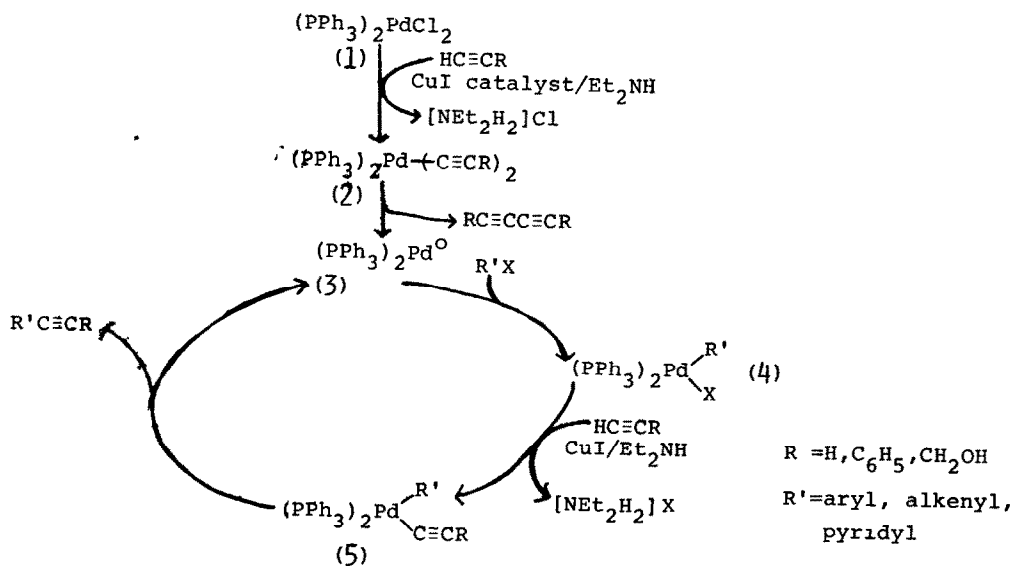 (PPh₃)₂PdCl₂
(1)
HC≡CR
CuI catalyst/Et₂NH
[NEt₂H₂]Cl
(PPh₃)₂Pd-(-C≡CR)₂
(2)
RC≡CC≡CR
(PPh₃)₂Pd⁰
(3)
R'X
R'C≡CR
R'
(PPh₃)₂Pd (4)
X
HC≡CR
CuI/Et₂NH
[NEt₂H₂]X
R'
(PPh₃)₂Pd
C≡CR
(5)
R =H,C₆H₅,CH₂OH
R'=aryl, alkenyl,
pyridyl